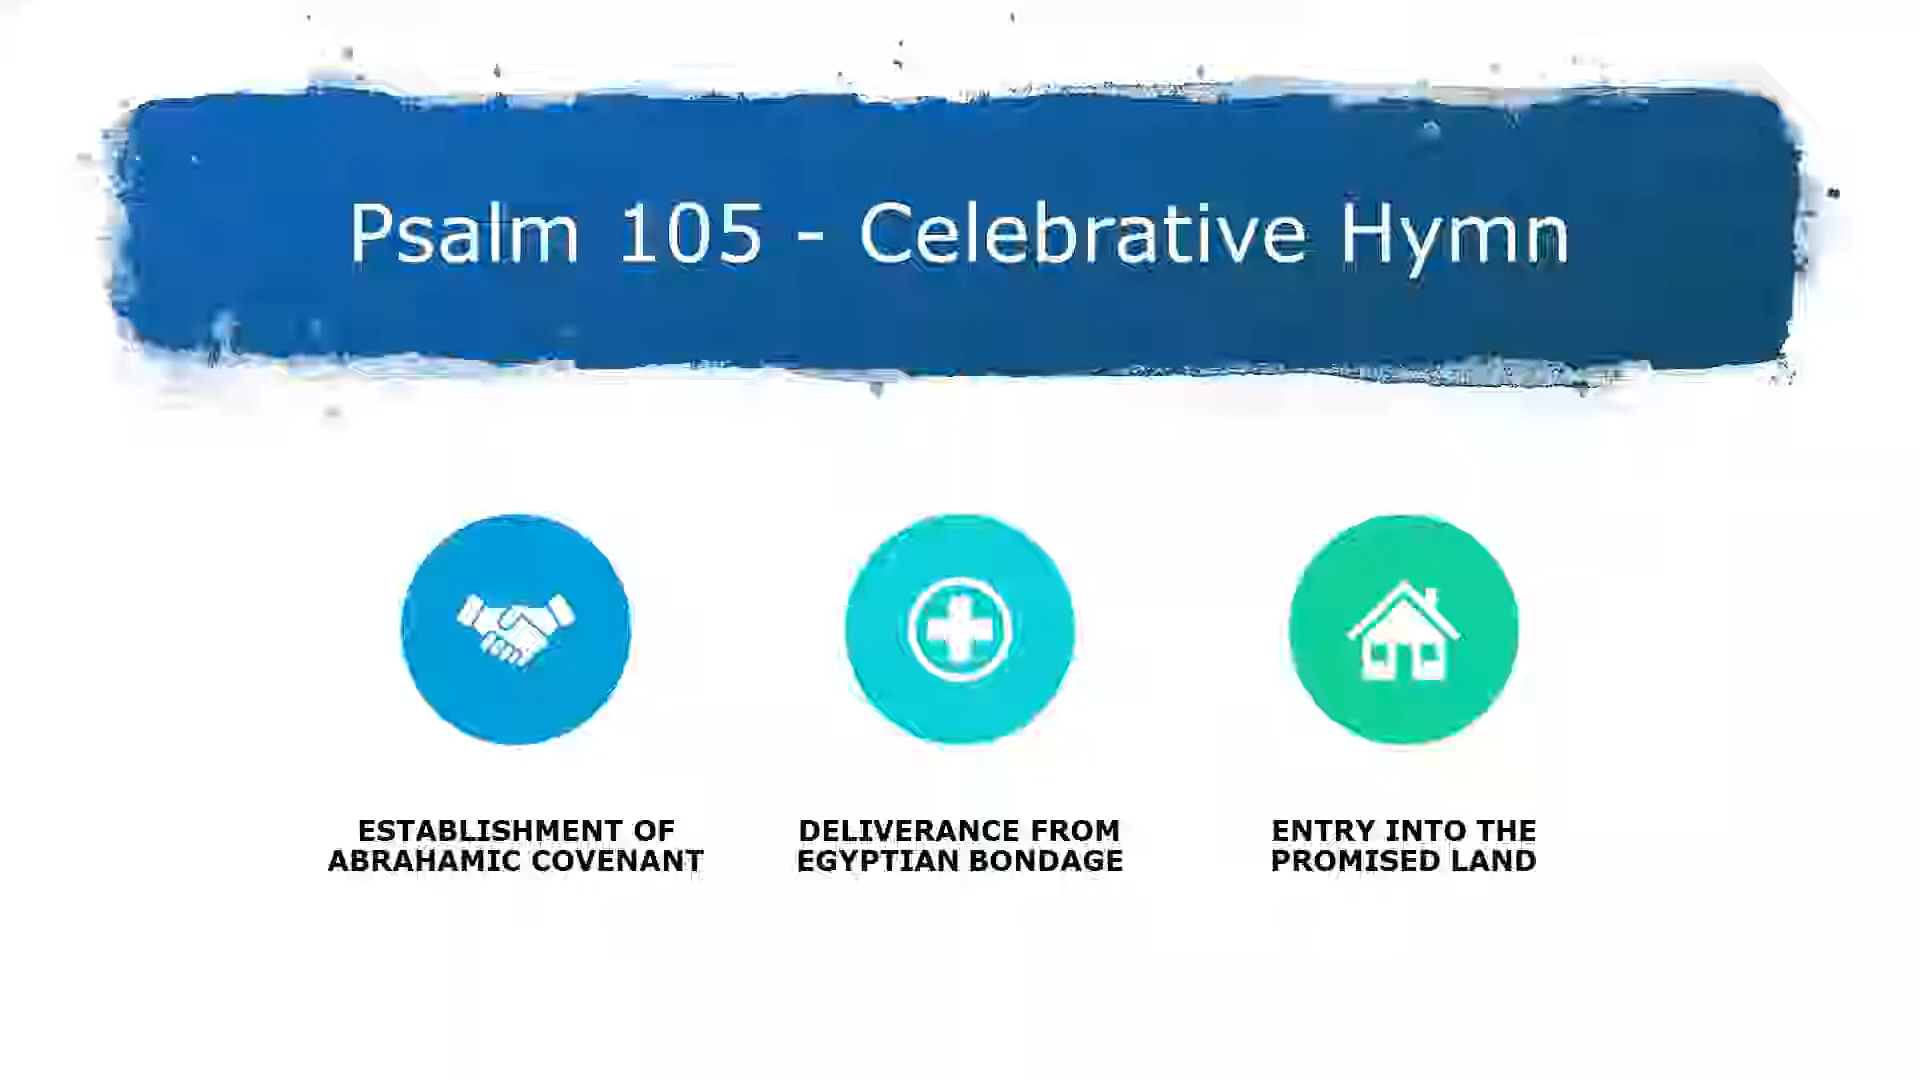 Psalm 105 - Celebrative Hymn
ESTABLISHMENT OF
ABRAHAMIC COVENANT
DELIVERANCE FROM
EGYPTIAN BONDAGE
ENTRY INTO THE
PROMISED LAND